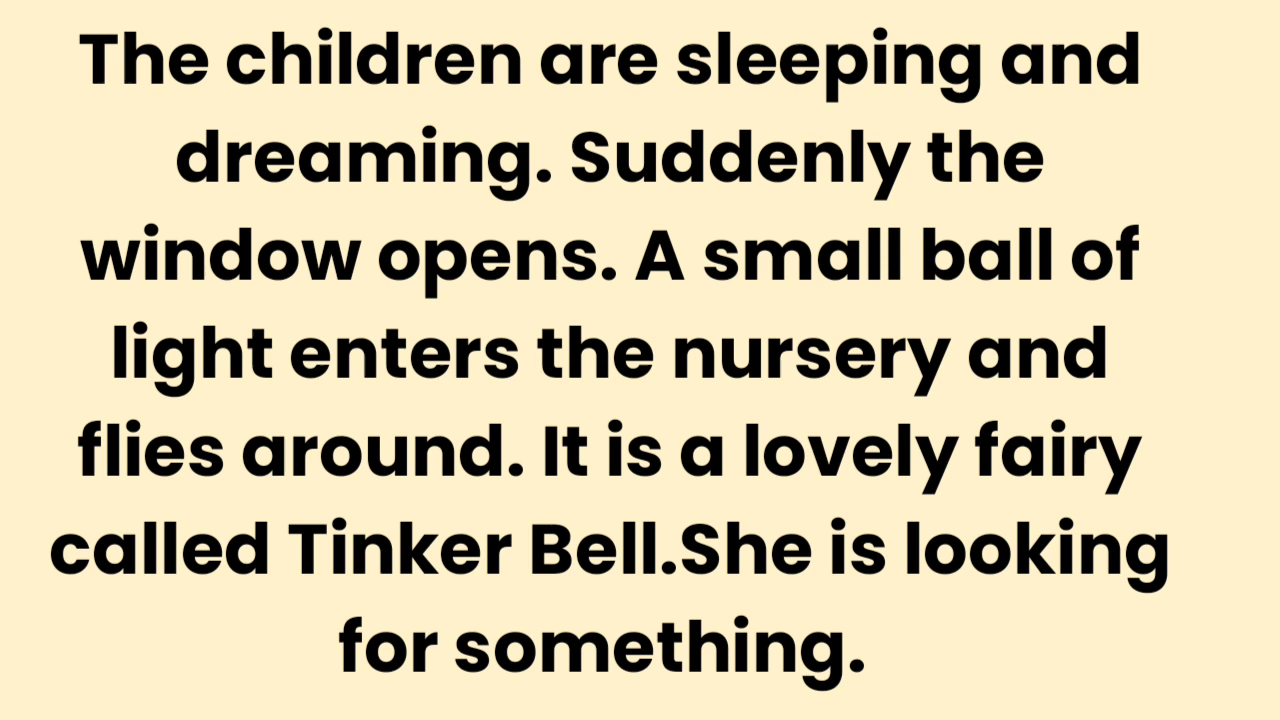 The children are sleeping and
dreaming. Suddenly the
window opens. A small ball of
light enters the nursery and
flies around. It is a lovely fairy
called Tinker Bell.She is looking
for something.